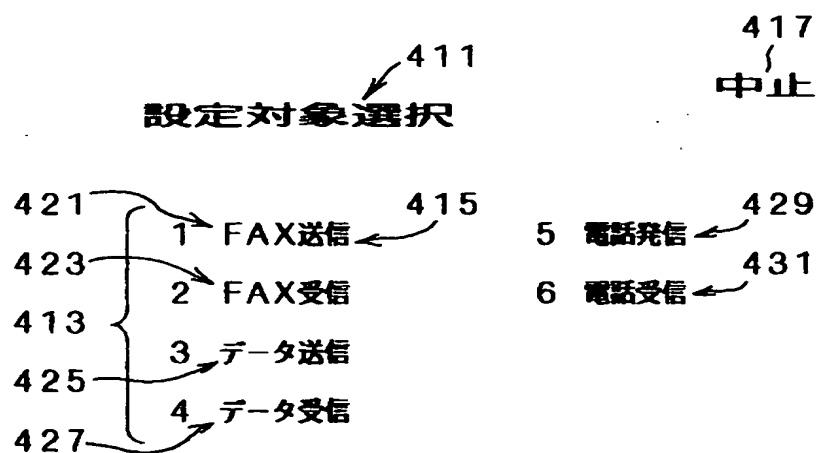 417
411
中止
設定対象選択
421 415 429
1 FAX送信 5 電話発信
423 431
2 FAX受信 6 電話受信
413
3 データ送信
425
4 データ受信
427